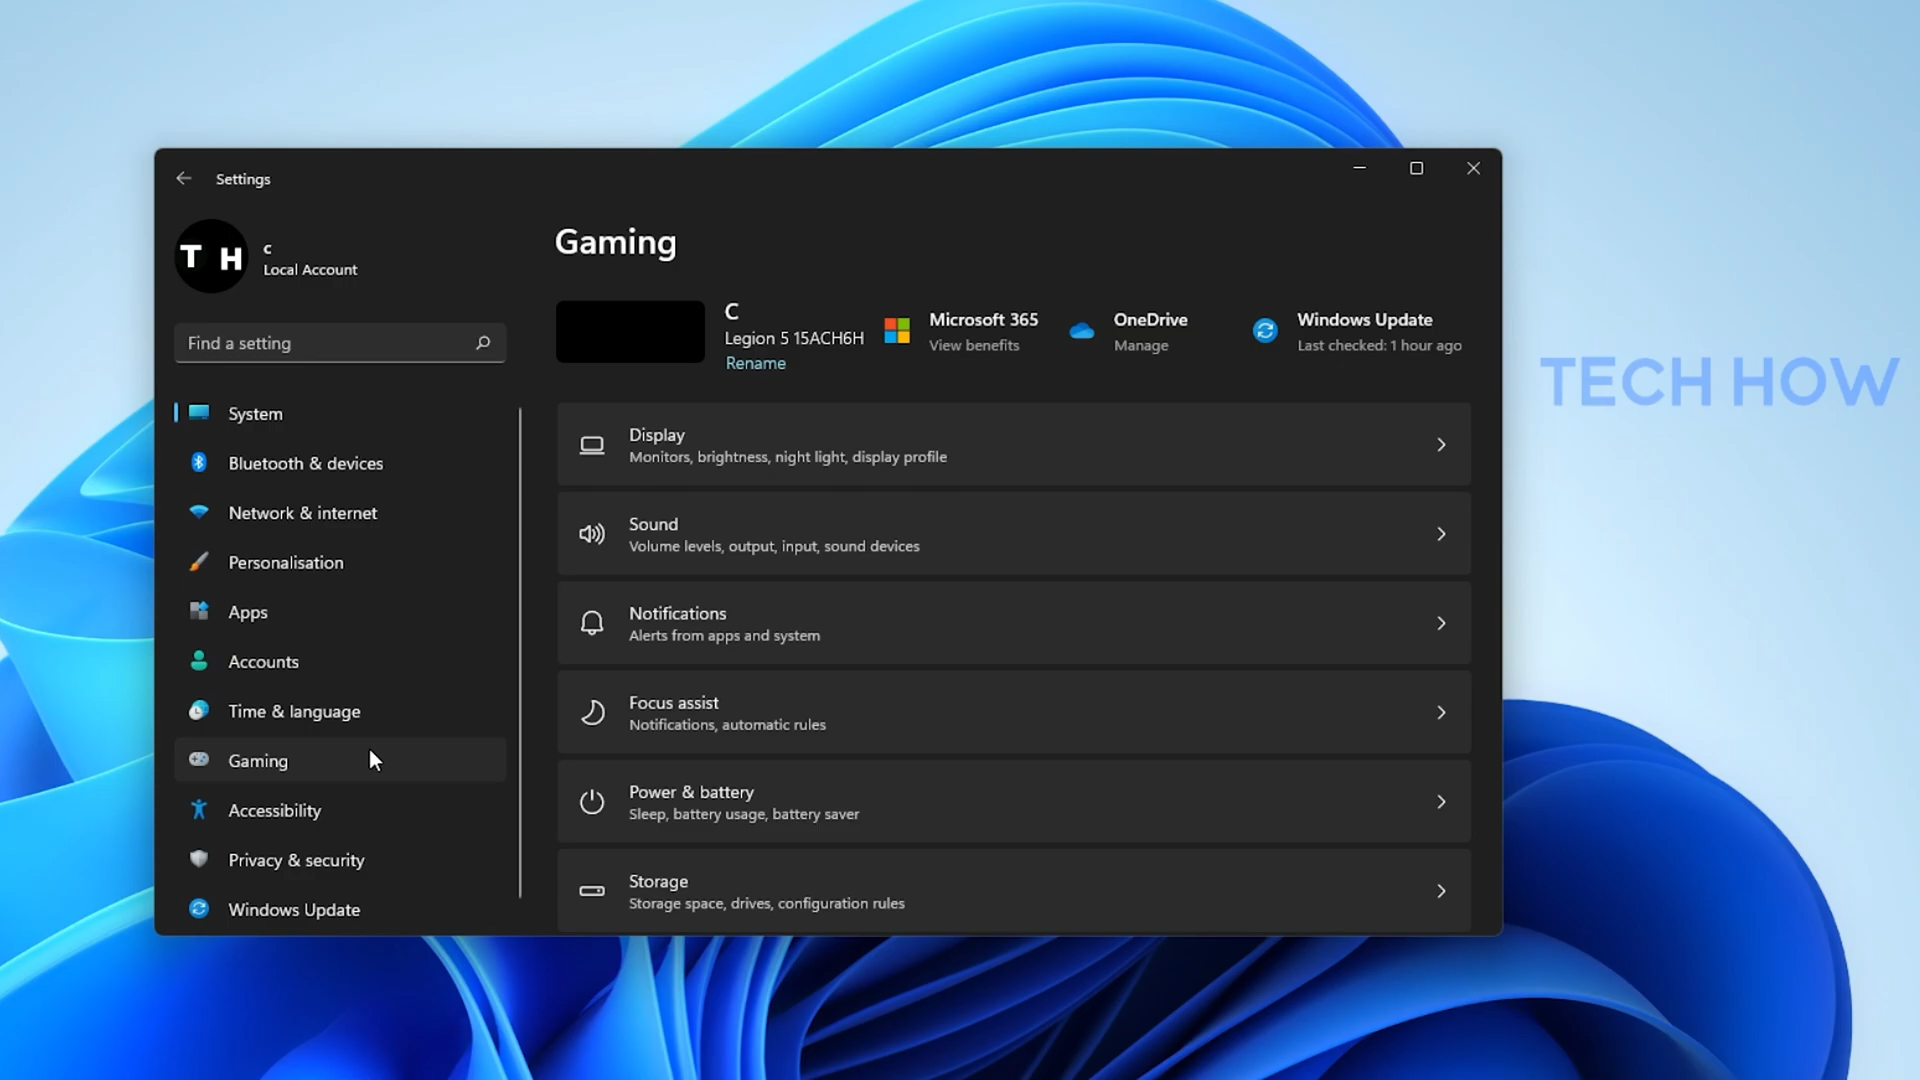 Settings
T H
c
Local Account
Find a setting
System
Bluetooth & devices
Network & internet
Personalisation
Apps
Accounts
Time & language
Gaming
Accessibility
Privacy & security
Windows Update
Gaming
C
Legion 5 15ACH6H
Rename
Microsoft 365
View benefits
OneDrive
Manage
Windows Update
Last checked: 1 hour ago
Display
Monitors, brightness, night light, display profile
Sound
Volume levels, output, input, sound devices
Notifications
Alerts from apps and system
Focus assist
Notifications, automatic rules
Power & battery
Sleep, battery usage, battery saver
Storage
Storage space, drives, configuration rules
TECH HOW